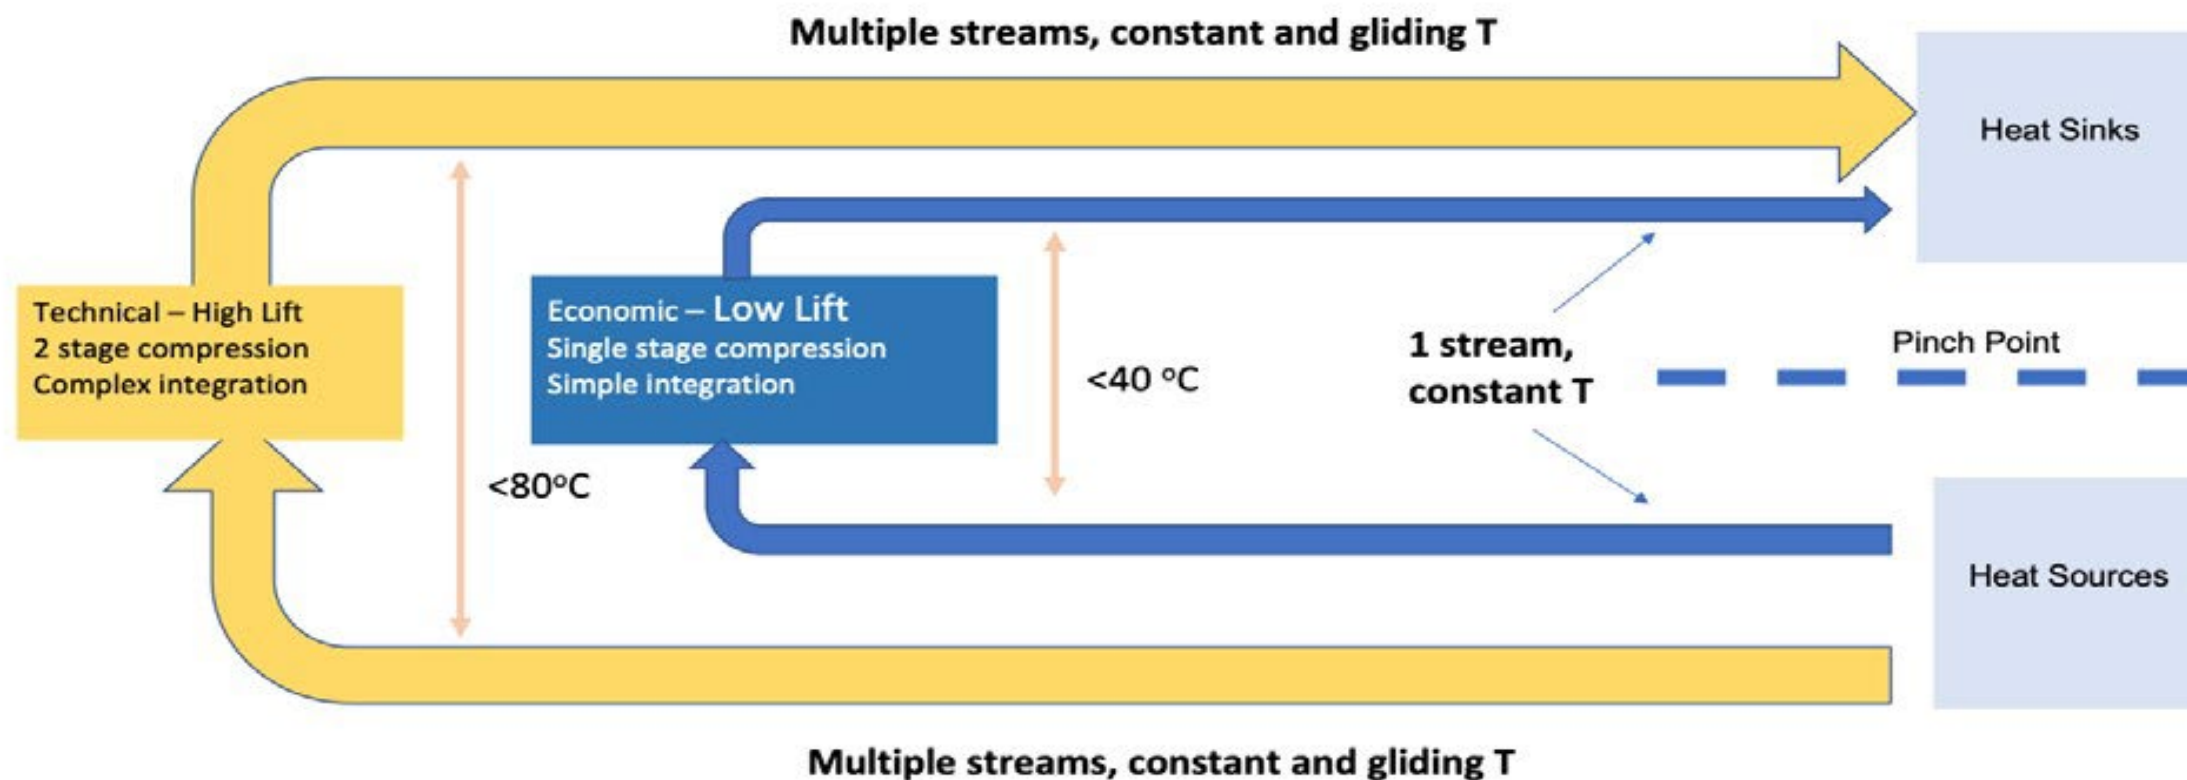 Multiple streams, constant and gliding T
Heat Sinks
Technical – High Lift
2 stage compression
Complex integration
Economic – Low Lift
Single stage compression
Simple integration
<40 °C
1 stream,
constant T
Pinch Point
<80°C
Heat Sources
Multiple streams, constant and gliding T